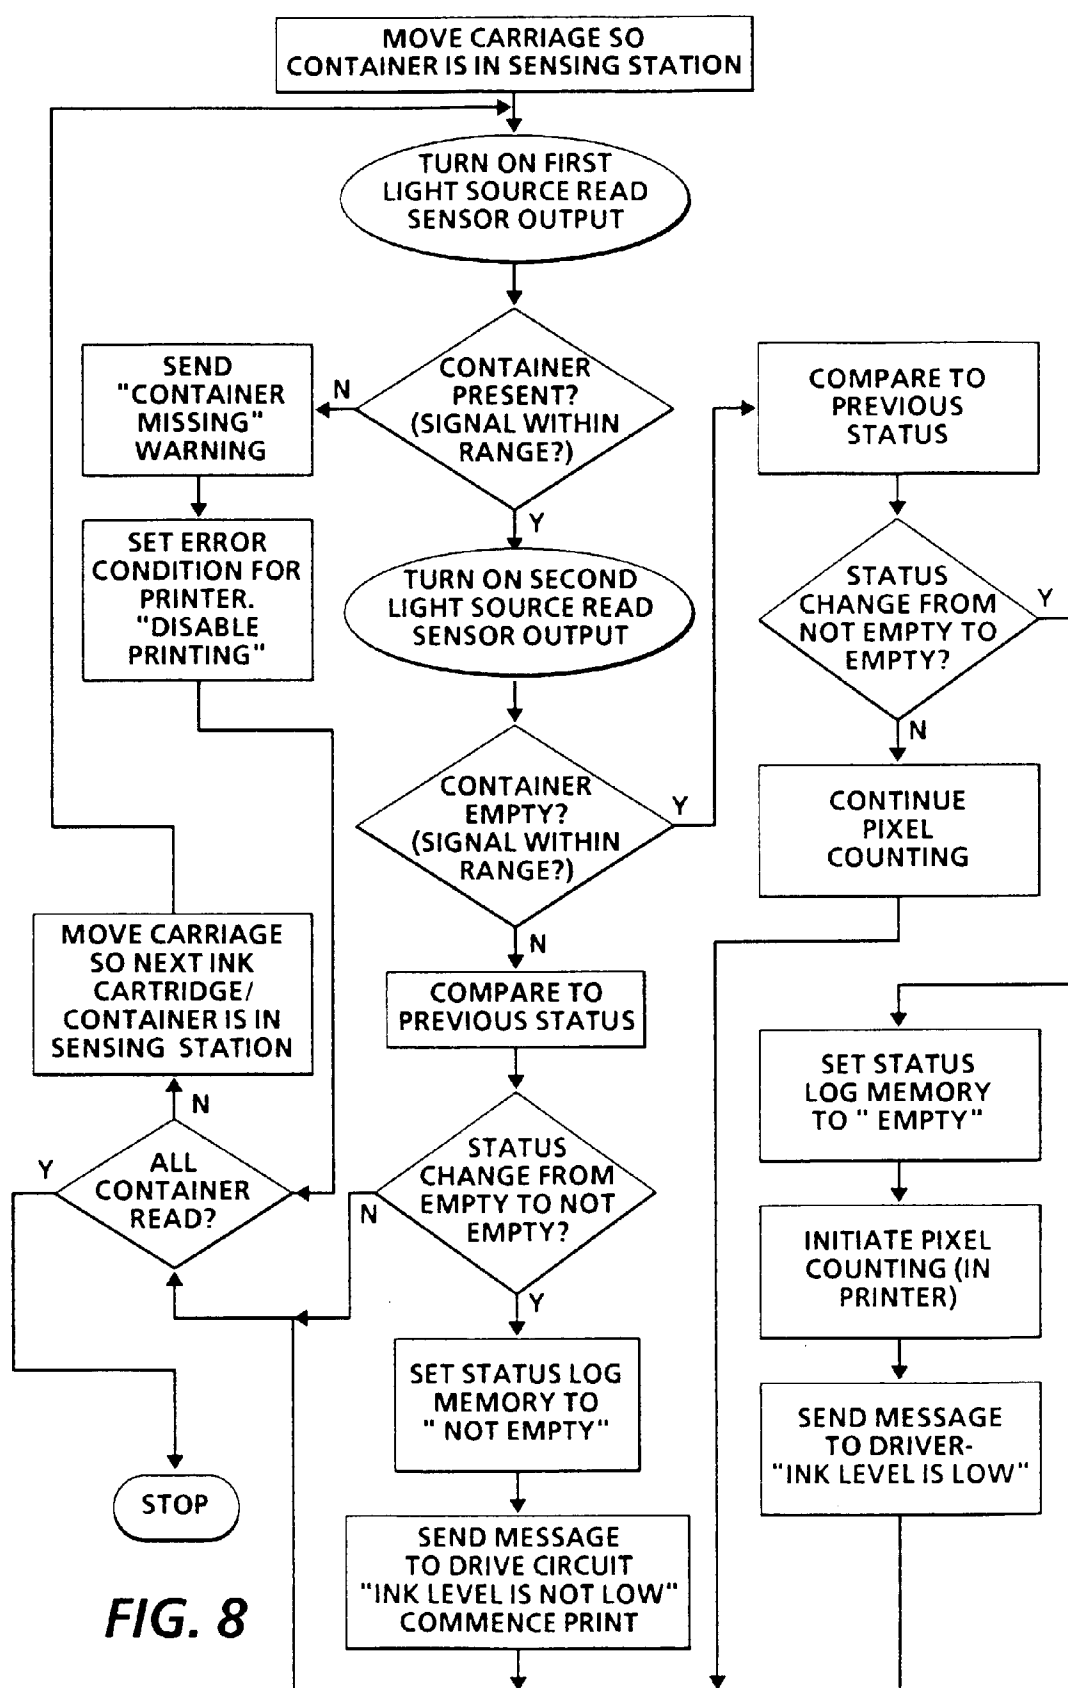 MOVE CARRIAGE SO
CONTAINER IS IN SENSING STATION
TURN ON FIRST
LIGHT SOURCE READ
SENSOR OUTPUT
CONTAINER
PRESENT?
(SIGNAL WITHIN
RANGE?)
N
Y
SEND
"CONTAINER
MISSING"
WARNING
SET ERROR
CONDITION FOR
PRINTER.
"DISABLE
PRINTING"
TURN ON SECOND
LIGHT SOURCE READ
SENSOR OUTPUT
CONTAINER
EMPTY?
(SIGNAL WITHIN
RANGE?)
Y
N
COMPARE TO
PREVIOUS
STATUS
STATUS
CHANGE FROM
NOT EMPTY TO
EMPTY?
Y
N
CONTINUE
PIXEL
COUNTING
MOVE CARRIAGE
SO NEXT INK
CARTRIDGE/
CONTAINER IS IN
SENSING STATION
N
Y
ALL
CONTAINER
READ?
STOP
COMPARE TO
PREVIOUS STATUS
STATUS
CHANGE FROM
EMPTY TO NOT
EMPTY?
N
Y
SET STATUS LOG
MEMORY TO
" NOT EMPTY"
SEND MESSAGE
TO DRIVE CIRCUIT
"INK LEVEL IS NOT LOW"
COMMENCE PRINT
SET STATUS
LOG MEMORY
TO " EMPTY"
INITIATE PIXEL
COUNTING (IN
PRINTER)
SEND MESSAGE
TO DRIVER-
"INK LEVEL IS LOW"
FIG. 8